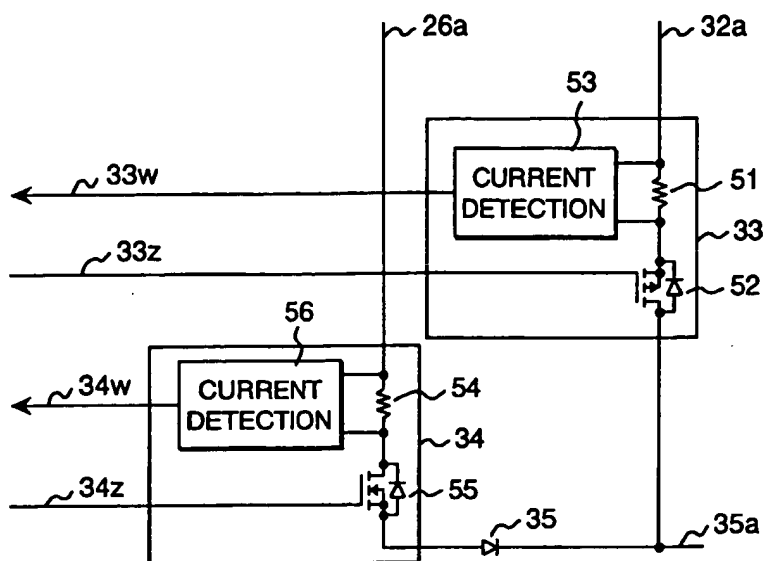 26a
32a
53
33w
CURRENT
DETECTION
51
33
33z
52
56
34w
CURRENT
DETECTION
54
34
34z
55
35
35a